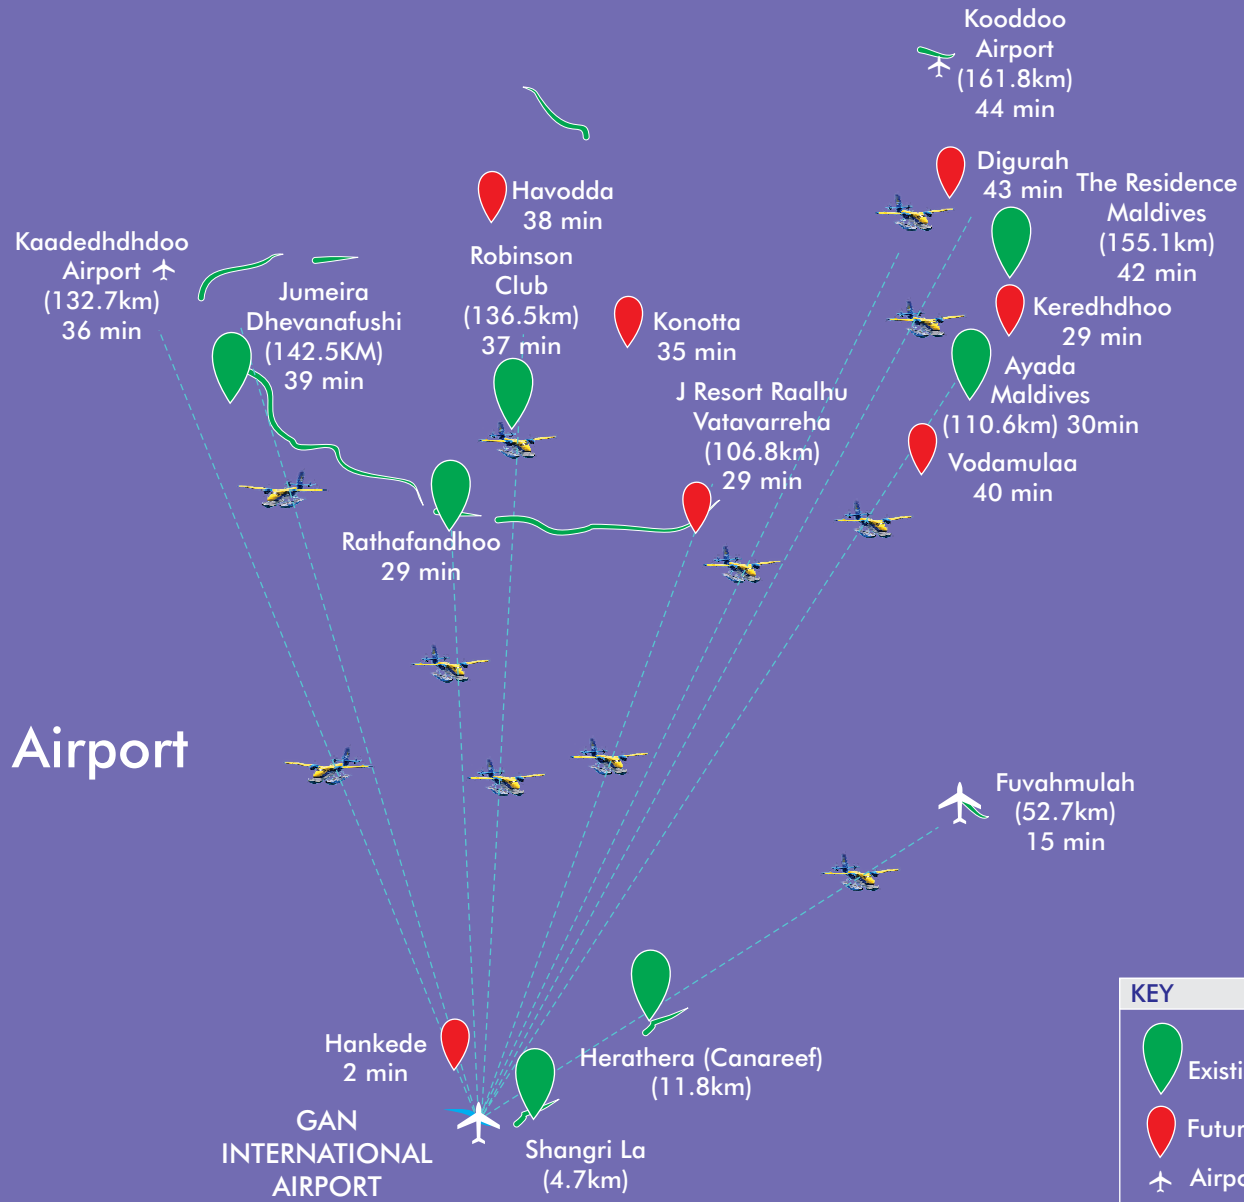 Kooddoo
Airport
(161.8km)
44 min
Digurah
43 min
The Residence
Maldives
(155.1km)
42 min
Havodda
38 min
Kaadedhdhdoo
Airport
(132.7km)
36 min
Jumeira
Dhevanafushi
(142.5KM)
39 min
Robinson
Club
(136.5km)
37 min
Konotta
35 min
Keredhdhoo
29 min
Ayada
Maldives
(110.6km) 30min
J Resort Raalhu
Vatavarreha
(106.8km)
29 min
Vodamulaa
40 min
Rathafandhoo
29 min
Airport
Fuvahmulah
(52.7km)
15 min
Hankede
2 min
Herathera (Canareef)
(11.8km)
GAN
INTERNATIONAL
AIRPORT
Shangri La
(4.7km)
KEY
Existi
Futur
Airpo